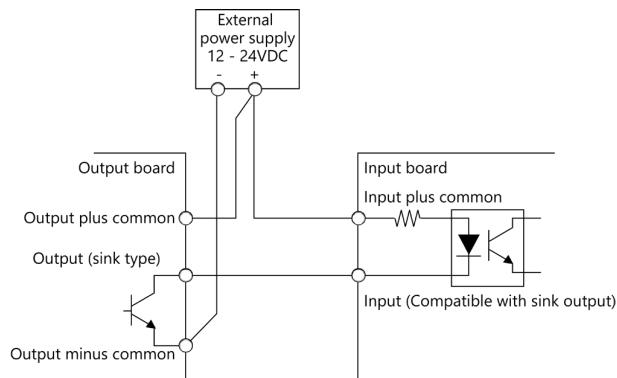 External
power supply
12 - 24VDC
- +
Output board
Input board
Input plus common
Output plus common
Output (sink type)
Input (Compatible with sink output)
Output minus common